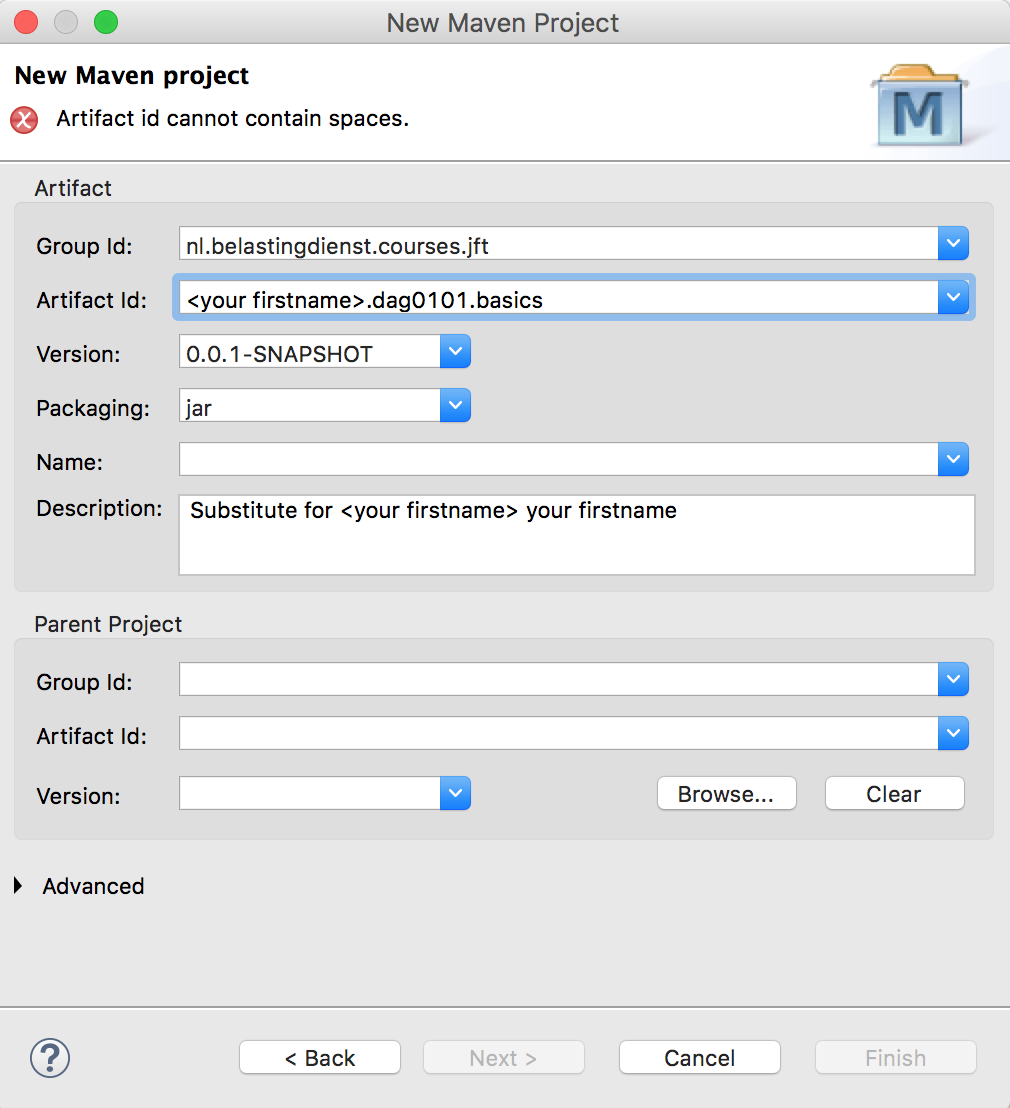 New Maven Project
New Maven project
Artifact id cannot contain spaces.
M
Artifact
Group Id: nl.belastingdienst.courses.jft
Artifact Id: <your firstname>.dag0101.basics
Version: 0.0.1-SNAPSHOT
Packaging: jar
Name:
Description: Substitute for <your firstname> your firstname
Parent Project
Group Id:
Artifact Id:
Version: Browse... Clear
Advanced
? < Back Next > Cancel Finish